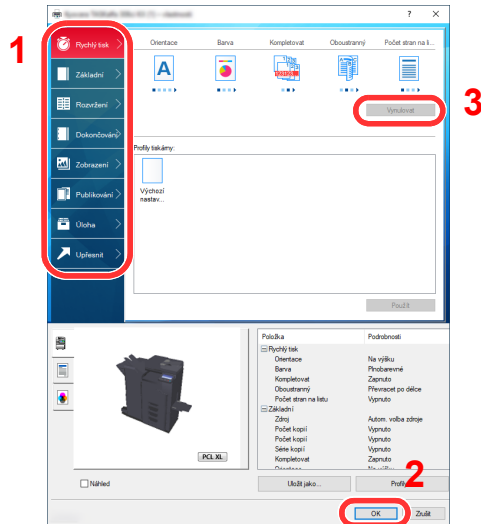 ? ×
1
Rychlý tisk
Základní
Rozvržení
Dokončování
Zobrazení
Publikování
Úloha
Upřesnit
Orientace Barva Kompletovat Oboustranný Počet stran na li...
A
Vynulovat
3
Profily tiskárny:
Výchozí
nastav...
Použít
PCL XL
Náhled
Položka Podrobnosti
Rychlý tisk
Orientace Na výšku
Barva Plnobarevné
Kompletovat Zapnuto
Oboustranný Převracet po délce
Počet stran na listu Vypnuto
Základní
Zdroj Autom. volba zdroje
Počet kopií Vypnuto
Počet kopií Vypnuto
Série kopií Vypnuto
Kompletovat Zapnuto
Orientace Na výšku
2
Uložit jako... Profily
OK Zrušit